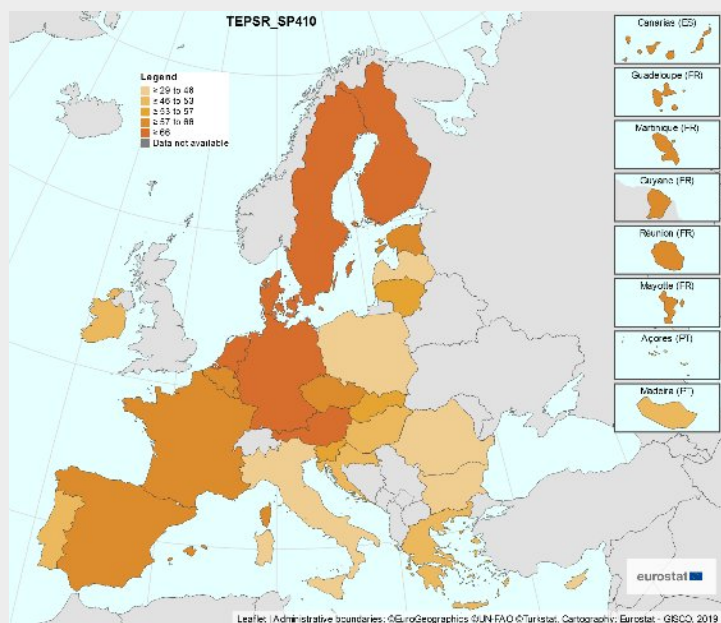 TEPSR_SP410
Legend
≥ 29 to 46
≥ 46 to 53
≥ 53 to 57
≥ 57 to 66
≥ 66
Data not available
Canarias (ES)
Guadeloupe (FR)
Martinique (FR)
Guyane (FR)
Réunion (FR)
Mayotte (FR)
Açores (PT)
Madeira (PT)
eurostat
Leaflet | Administrative boundaries: ©EuroGeographics ©UN-FAO ©Turkstat, Cartography: Eurostat - GISCO, 2019